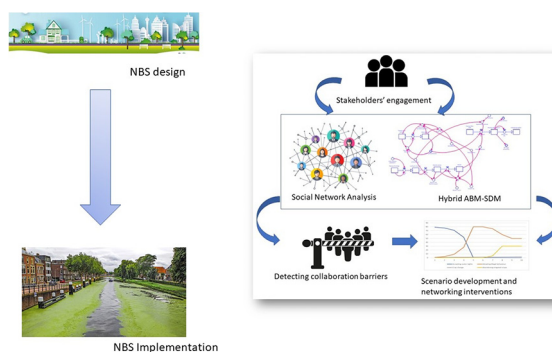 NBS design
Stakeholders' engagement
Social Network Analysis
Hybrid ABM-SDM
Detecting collaboration barriers
Scenario development and
networking interventions
NBS Implementation